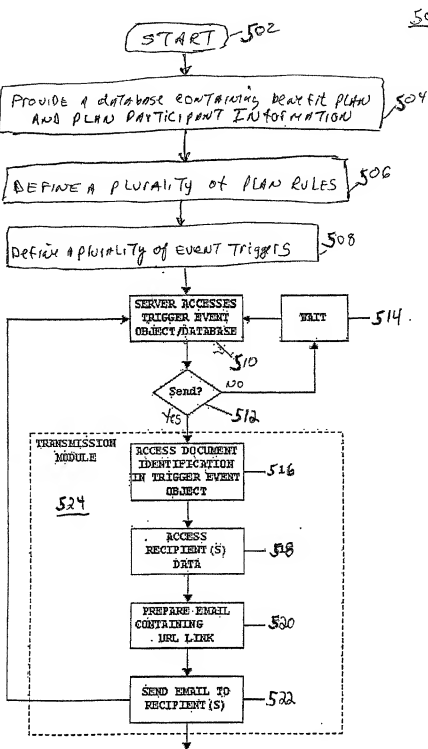 50
START 502
PROVIDE A DATABASE CONTAINING benefit PLAN
AND PLAN PARTICIPANT INFORMATION
504
DEFINE A PLURALITY of PLAN RULES
506
Define A plurality of EVENT Triggers
508
SERVER ACCESSES
TRIGGER EVENT
OBJECT/DATABASE
510
WAIT
514.
Send?
NO
512
Yes
TRANSMISSION
MODULE
524
ACCESS DOCUMENT
IDENTIFICATION
IN TRIGGER EVENT
OBJECT
516
ACCESS
RECIPIENT(S)
DATA
518
PREPARE EMAIL
CONTAINING
URL LINK
520
SEND EMAIL TO
RECIPIENT(S)
522